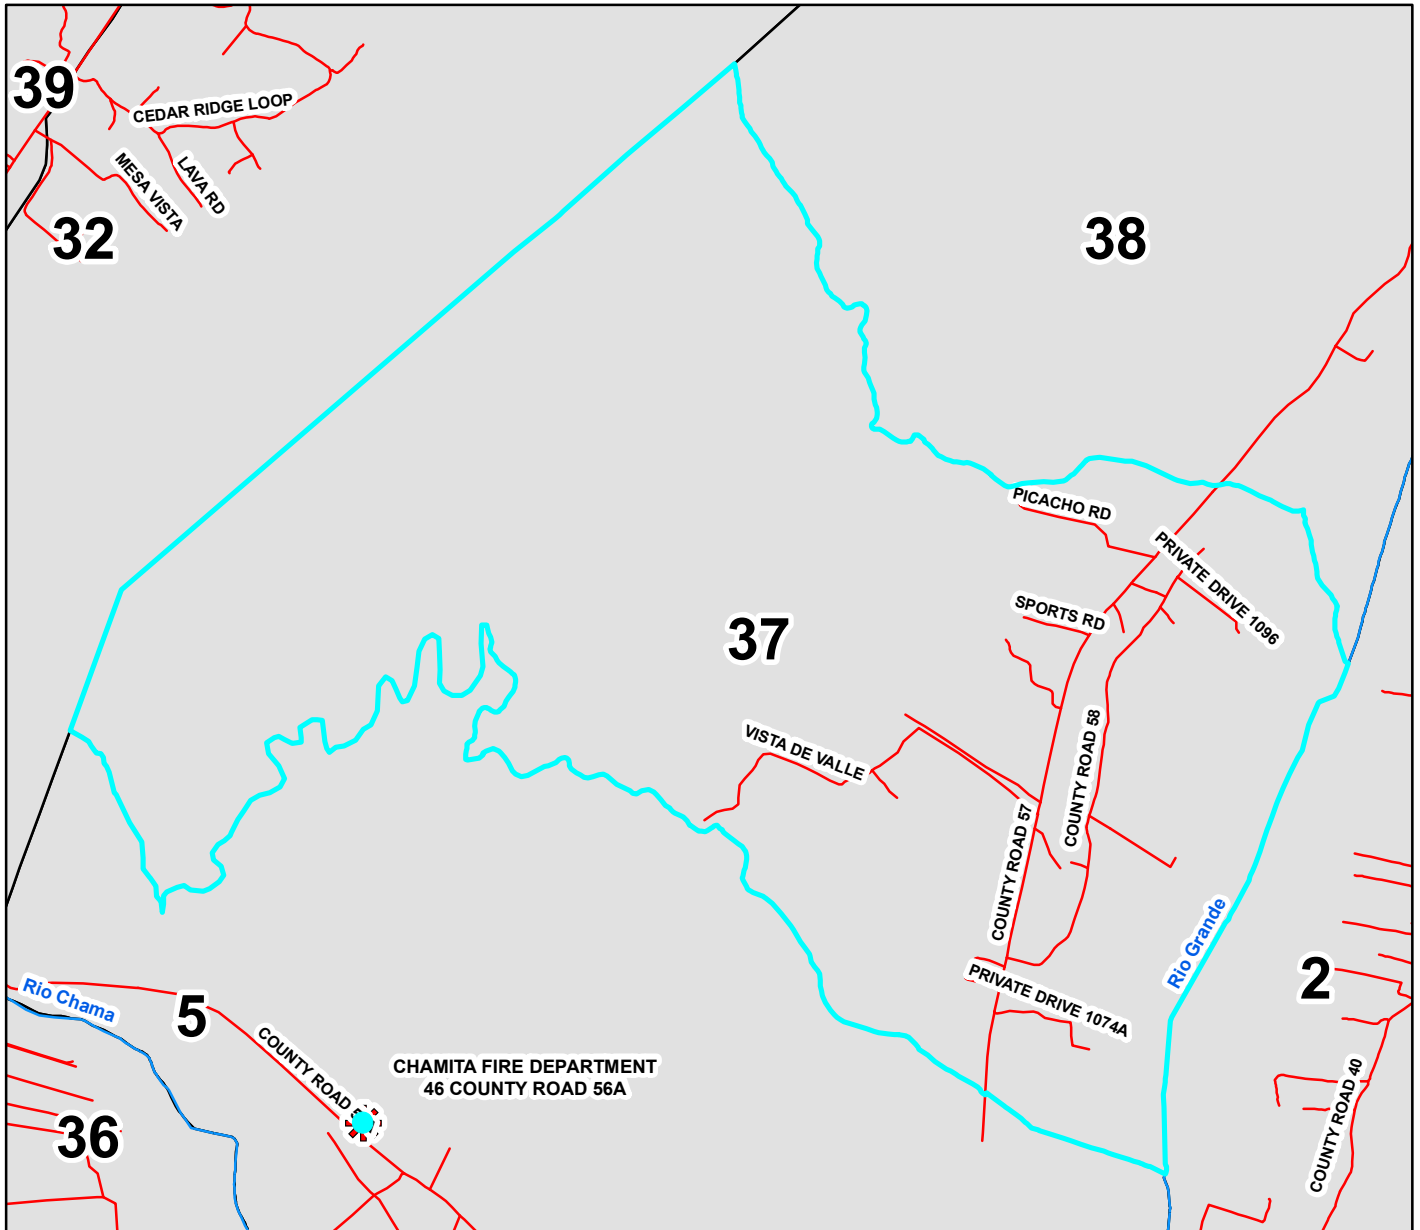 39
CEDAR RIDGE LOOP
MESA VISTA
LAVA RD
32
38
PICACHO RD
PRIVATE DRIVE 1096
SPORTS RD
37
VISTA DE VALLE
COUNTY ROAD 58
COUNTY ROAD 57
Rio Grande
PRIVATE DRIVE 1074A
2
Rio Chama
5
COUNTY ROAD
CHAMITA FIRE DEPARTMENT
46 COUNTY ROAD 56A
COUNTY ROAD 40
36